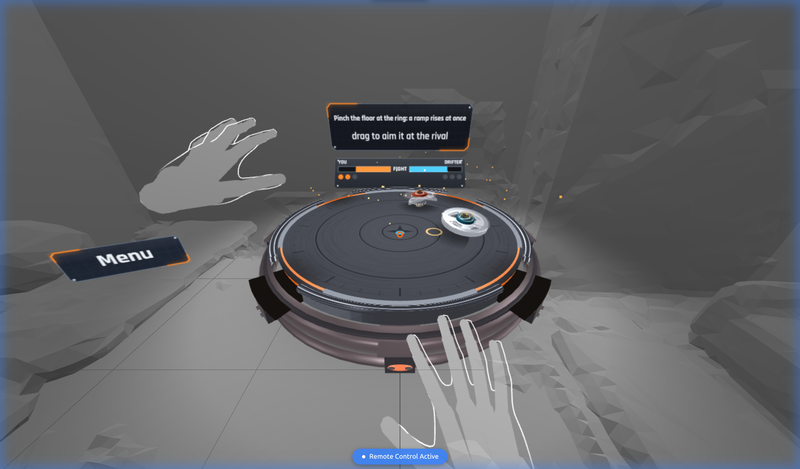 Pinch the floor at the ring: a ramp rises at once
drag to aim it at the rival
YOU
FIGHT
DRIFTER
Menu
Remote Control Active